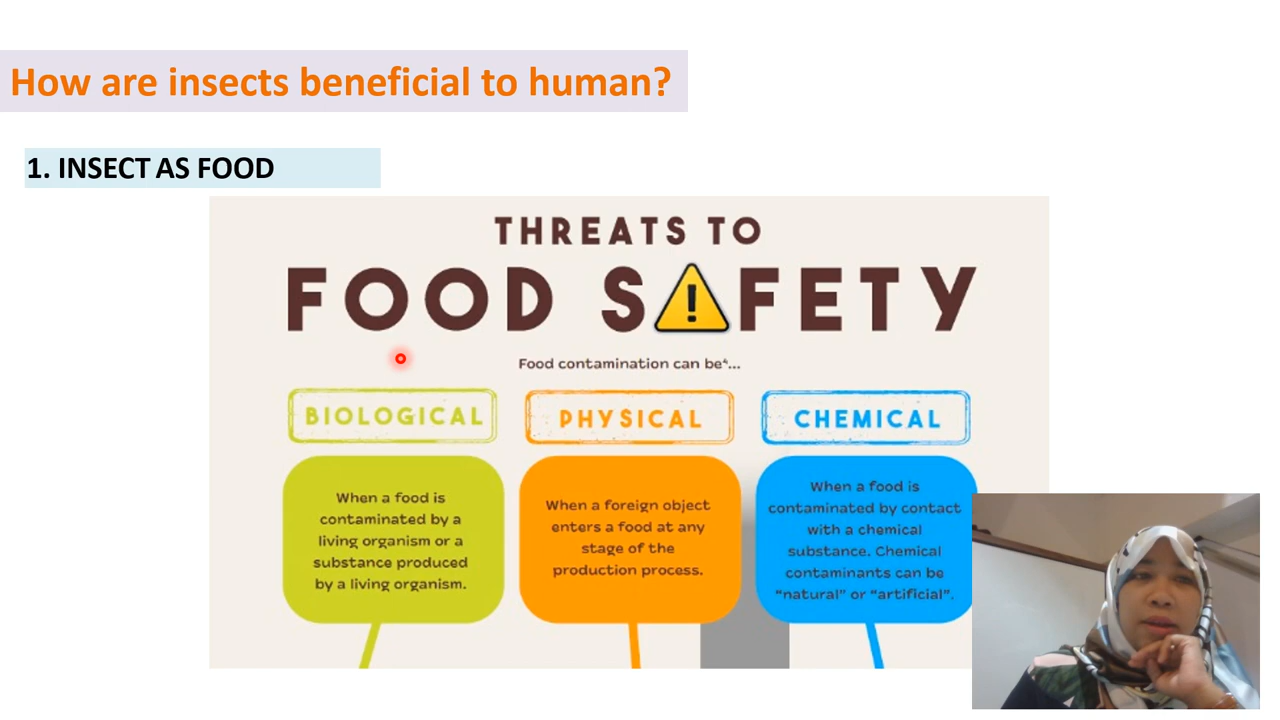 How are insects beneficial to human?
1. INSECT AS FOOD
THREATS TO
FOOD S⚠FETY
Food contamination can be*...
BIOLOGICAL
PHYSICAL
CHEMICAL
When a food is
contaminated by a
living organism or a
substance produced
by a living organism.
When a foreign object
enters a food at any
stage of the
production process.
When a food is
contaminated by contact
with a chemical
substance. Chemical
contaminants can be
“natural” or “artificial”.